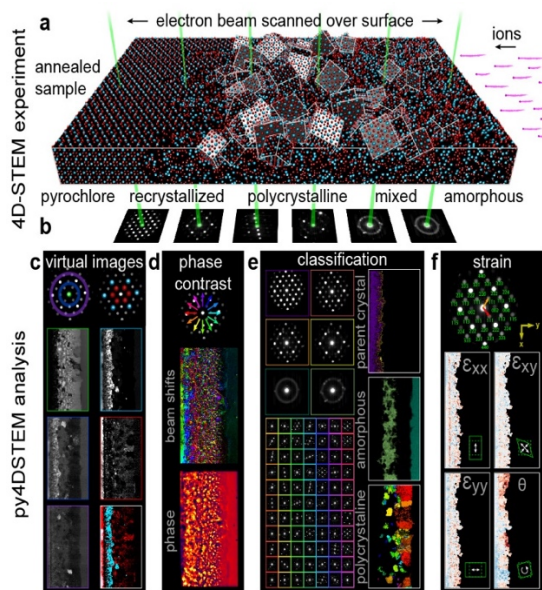 a
electron beam scanned over surface
ions
annealed
sample
4D-STEM experiment
pyrochlore recrystallized polycrystalline mixed amorphous
b
c virtual images
d phase
contrast
e classification
f strain
py4DSTEM analysis
beam shifts
phase
parent crystal
amorphous
polycrystaline
y
x
εxx
εxy
εyy
θ